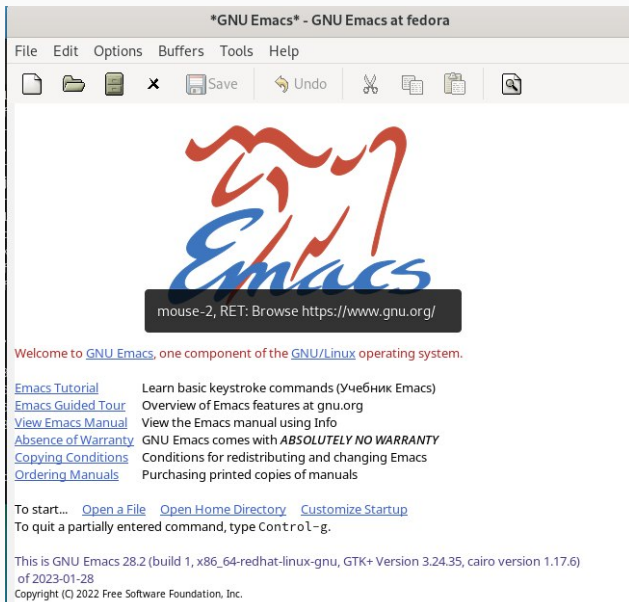 *GNU Emacs* - GNU Emacs at fedora
File Edit Options Buffers Tools Help
Save Undo
Emacs
mouse-2, RET: Browse https://www.gnu.org/
Welcome to GNU Emacs, one component of the GNU/Linux operating system.
Emacs Tutorial Learn basic keystroke commands (Учебник Emacs)
Emacs Guided Tour Overview of Emacs features at gnu.org
View Emacs Manual View the Emacs manual using Info
Absence of Warranty GNU Emacs comes with ABSOLUTELY NO WARRANTY
Copying Conditions Conditions for redistributing and changing Emacs
Ordering Manuals Purchasing printed copies of manuals
To start... Open a File Open Home Directory Customize Startup
To quit a partially entered command, type Control-g.
This is GNU Emacs 28.2 (build 1, x86_64-redhat-linux-gnu, GTK+ Version 3.24.35, cairo version 1.17.6)
of 2023-01-28
Copyright (C) 2022 Free Software Foundation, Inc.